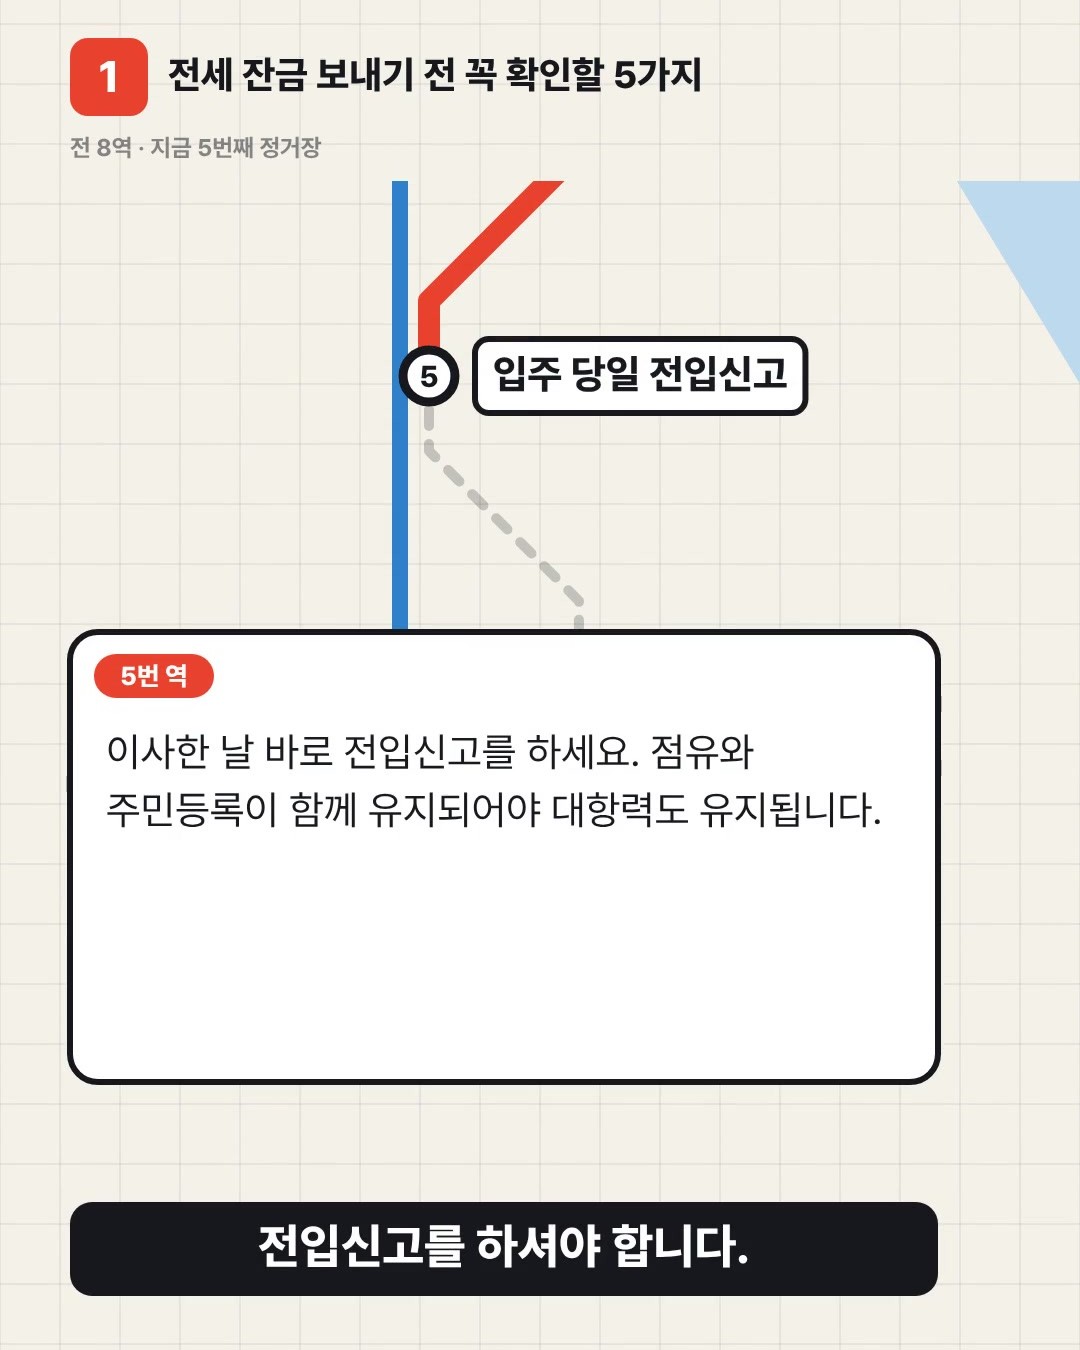 1
전세 잔금 보내기 전 꼭 확인할 5가지
전 8역 · 지금 5번째 정거장
5
입주 당일 전입신고
5번 역
이사한 날 바로 전입신고를 하세요. 점유와
주민등록이 함께 유지되어야 대항력도 유지됩니다.
전입신고를 하셔야 합니다.